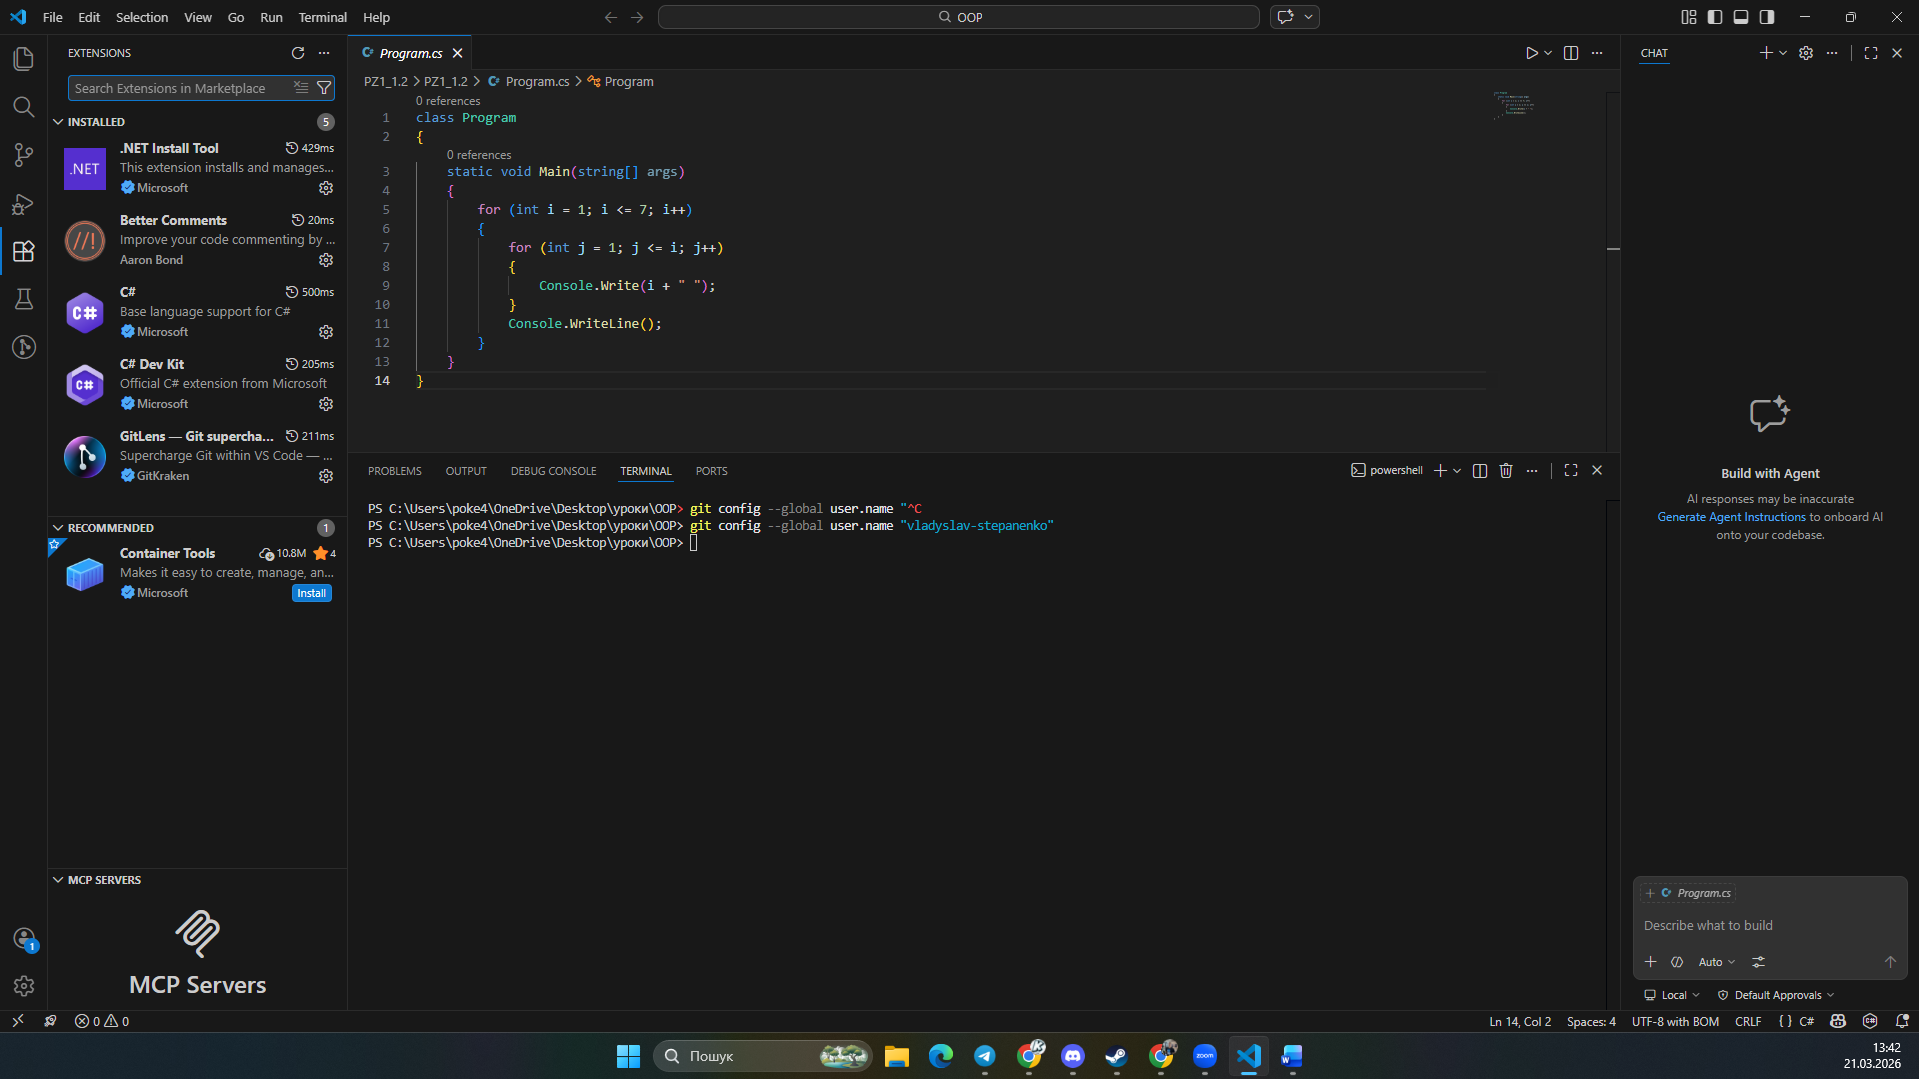 File Edit Selection View Go Run Terminal Help
OOP
EXTENSIONS
Search Extensions in Marketplace
INSTALLED 5
.NET
.NET Install Tool 429ms
This extension installs and manages...
Microsoft
//!
Better Comments 20ms
Improve your code commenting by ...
Aaron Bond
C#
C# 500ms
Base language support for C#
Microsoft
C#
C# Dev Kit 205ms
Official C# extension from Microsoft
Microsoft
GitLens — Git supercha... 211ms
Supercharge Git within VS Code — ...
GitKraken
RECOMMENDED 1
Container Tools 10.8M 4
Makes it easy to create, manage, an...
Microsoft Install
MCP SERVERS
MCP Servers
1
Program.cs
PZ1_1.2 > PZ1_1.2 > Program.cs > Program
0 references
1 class Program
2 {
0 references
3 static void Main(string[] args)
4 {
5 for (int i = 1; i <= 7; i++)
6 {
7 for (int j = 1; j <= i; j++)
8 {
9 Console.Write(i + " ");
10 }
11 Console.WriteLine();
12 }
13 }
14 }
PROBLEMS OUTPUT DEBUG CONSOLE TERMINAL PORTS
powershell
PS C:\Users\poke4\OneDrive\Desktop\уроки\OOP> git config --global user.name "^C
PS C:\Users\poke4\OneDrive\Desktop\уроки\OOP> git config --global user.name "vladyslav-stepanenko"
PS C:\Users\poke4\OneDrive\Desktop\уроки\OOP>
CHAT
Build with Agent
AI responses may be inaccurate
Generate Agent Instructions to onboard AI
onto your codebase.
Program.cs
Describe what to build
Auto
Local Default Approvals
0 0
Ln 14, Col 2 Spaces: 4 UTF-8 with BOM CRLF { } C#
Пошук
zoom
W
13:42
21.03.2026